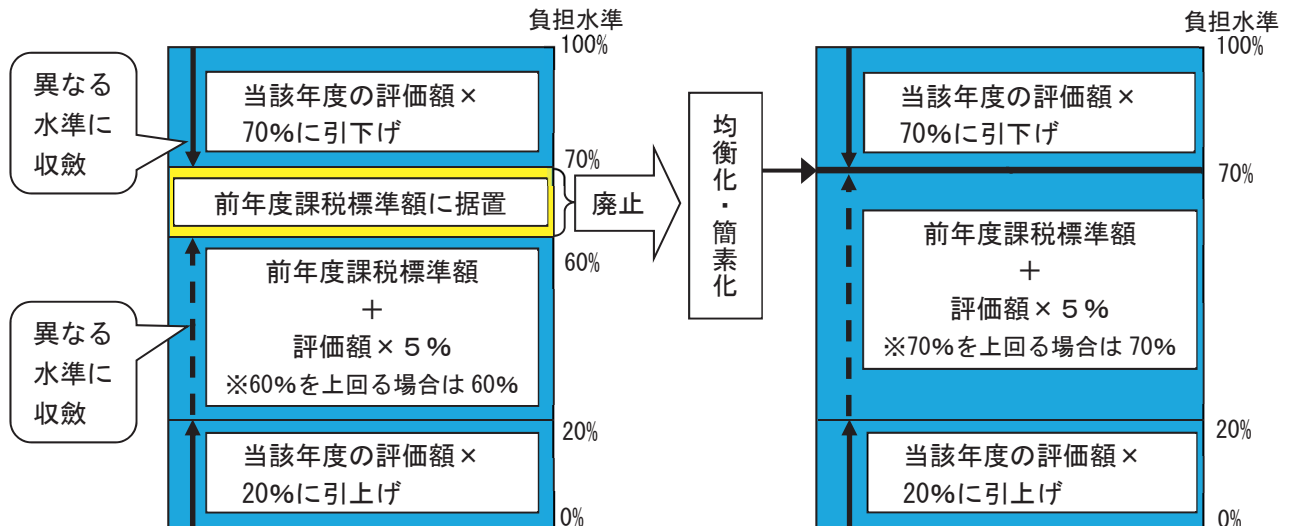 負担水準
100%
異なる
水準に
収斂
当該年度の評価額×
70%に引下げ
70%
前年度課税標準額に据置
廃止
60%
前年度課税標準額
+
評価額×5%
※60%を上回る場合は60%
異なる
水準に
収斂
20%
当該年度の評価額×
20%に引上げ
0%
均衡化・簡素化
負担水準
100%
当該年度の評価額×
70%に引下げ
70%
前年度課税標準額
+
評価額×5%
※70%を上回る場合は70%
20%
当該年度の評価額×
20%に引上げ
0%